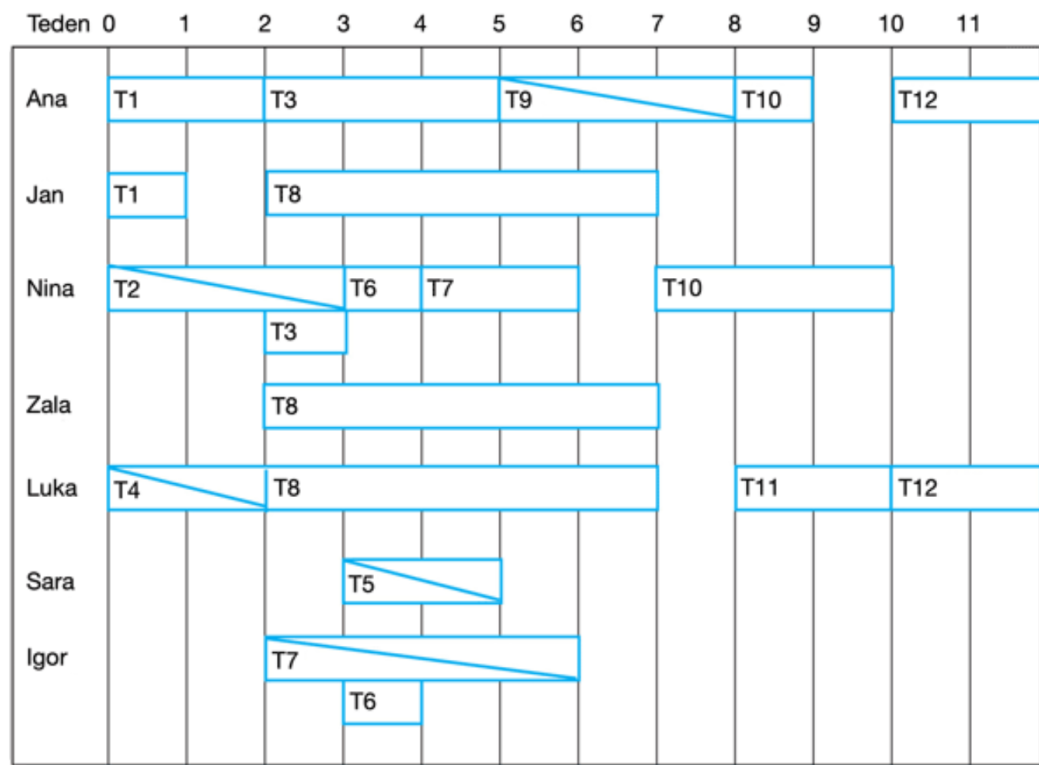 Teden 0 1 2 3 4 5 6 7 8 9 10 11
Ana T1 T3 T9 T10 T12
Jan T1 T8
Nina T2 T6 T7 T10
T3
Zala T8
Luka T4 T8 T11 T12
Sara T5
Igor T7
T6